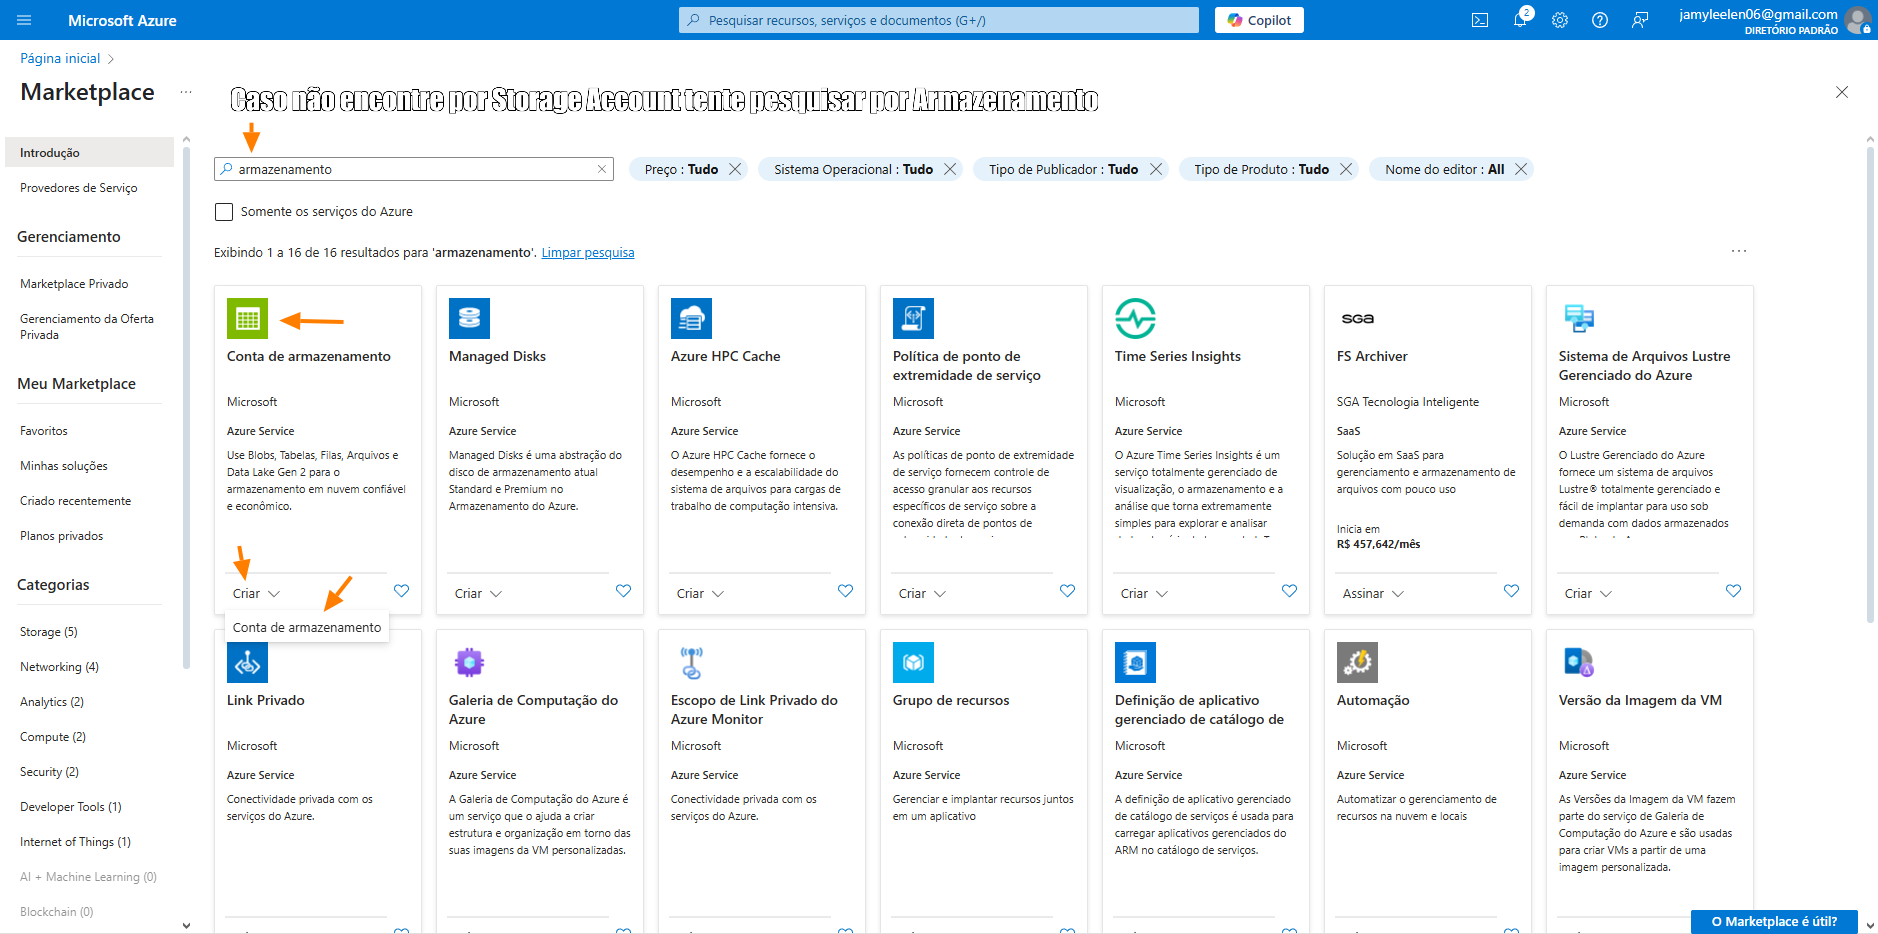 Microsoft Azure
Pesquisar recursos, serviços e documentos (G+/)
Copilot
2
jamyleelen06@gmail.com
DIRETÓRIO PADRÃO
Página inicial
Marketplace
...
Caso não encontre por Storage Account tente pesquisar por Armazenamento
Introdução
Provedores de Serviço
Gerenciamento
Marketplace Privado
Gerenciamento da Oferta
Privada
Meu Marketplace
Favoritos
Minhas soluções
Criado recentemente
Planos privados
Categorias
Storage (5)
Networking (4)
Analytics (2)
Compute (2)
Security (2)
Developer Tools (1)
Internet of Things (1)
AI + Machine Learning (0)
Blockchain (0)
armazenamento
Preço : Tudo
Sistema Operacional : Tudo
Tipo de Publicador : Tudo
Tipo de Produto : Tudo
Nome do editor : All
Somente os serviços do Azure
Exibindo 1 a 16 de 16 resultados para 'armazenamento'. Limpar pesquisa
...
Conta de armazenamento
Microsoft
Azure Service
Use Blobs, Tabelas, Filas, Arquivos e
Data Lake Gen 2 para o
armazenamento em nuvem confiável
e econômico.
Criar
Conta de armazenamento
Managed Disks
Microsoft
Azure Service
Managed Disks é uma abstração do
disco de armazenamento atual
Standard e Premium no
Armazenamento do Azure.
Criar
Azure HPC Cache
Microsoft
Azure Service
O Azure HPC Cache fornece o
desempenho e a escalabilidade do
sistema de arquivos para cargas de
trabalho de computação intensiva.
Criar
Política de ponto de
extremidade de serviço
Microsoft
Azure Service
As políticas de ponto de extremidade
de serviço fornecem controle de
acesso granular aos recursos
específicos de serviço sobre a
conexão direta de pontos de
Criar
Time Series Insights
Microsoft
Azure Service
O Azure Time Series Insights é um
serviço totalmente gerenciado de
visualização, o armazenamento e a
análise que torna extremamente
simples para explorar e analisar
Criar
SGA
FS Archiver
SGA Tecnologia Inteligente
SaaS
Solução em SaaS para
gerenciamento e armazenamento de
arquivos com pouco uso
Inicia em
R$ 457,642/mês
Assinar
Sistema de Arquivos Lustre
Gerenciado do Azure
Microsoft
Azure Service
O Lustre Gerenciado do Azure
fornece um sistema de arquivos
Lustre® totalmente gerenciado e
fácil de implantar para uso sob
demanda com dados armazenados
Criar
Link Privado
Microsoft
Azure Service
Conectividade privada com os
serviços do Azure.
Galeria de Computação do
Azure
Microsoft
Azure Service
A Galeria de Computação do Azure é
um serviço que o ajuda a criar
estrutura e organização em torno das
suas imagens da VM personalizadas.
Escopo de Link Privado do
Azure Monitor
Microsoft
Azure Service
Conectividade privada com os
serviços do Azure.
Grupo de recursos
Microsoft
Azure Service
Gerenciar e implantar recursos juntos
em um aplicativo
Definição de aplicativo
gerenciado de catálogo de
Microsoft
Azure Service
A definição de aplicativo gerenciado
de catálogo de serviços é usada para
carregar aplicativos gerenciados do
ARM no catálogo de serviços.
Automação
Microsoft
Azure Service
Automatizar o gerenciamento de
recursos na nuvem e locais
Versão da Imagem da VM
Microsoft
Azure Service
As Versões da Imagem da VM fazem
parte do serviço de Galeria de
Computação do Azure e são usadas
para criar VMs a partir de uma
imagem personalizada.
O Marketplace é útil?